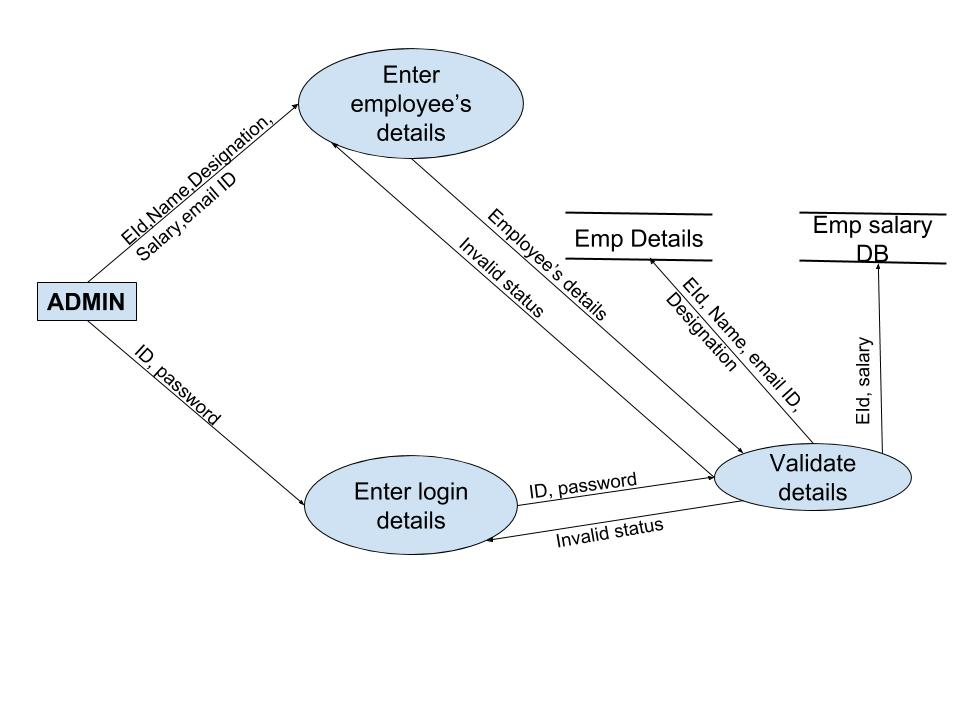 Enter
employee’s
details
EId,Name,Designation,
Salary,email ID
ADMIN
ID, password
Employee’s details
Invalid status
Emp Details
Emp salary
DB
EId, Name, email ID,
Designation
EId, salary
Enter login
details
ID, password
Invalid status
Validate
details